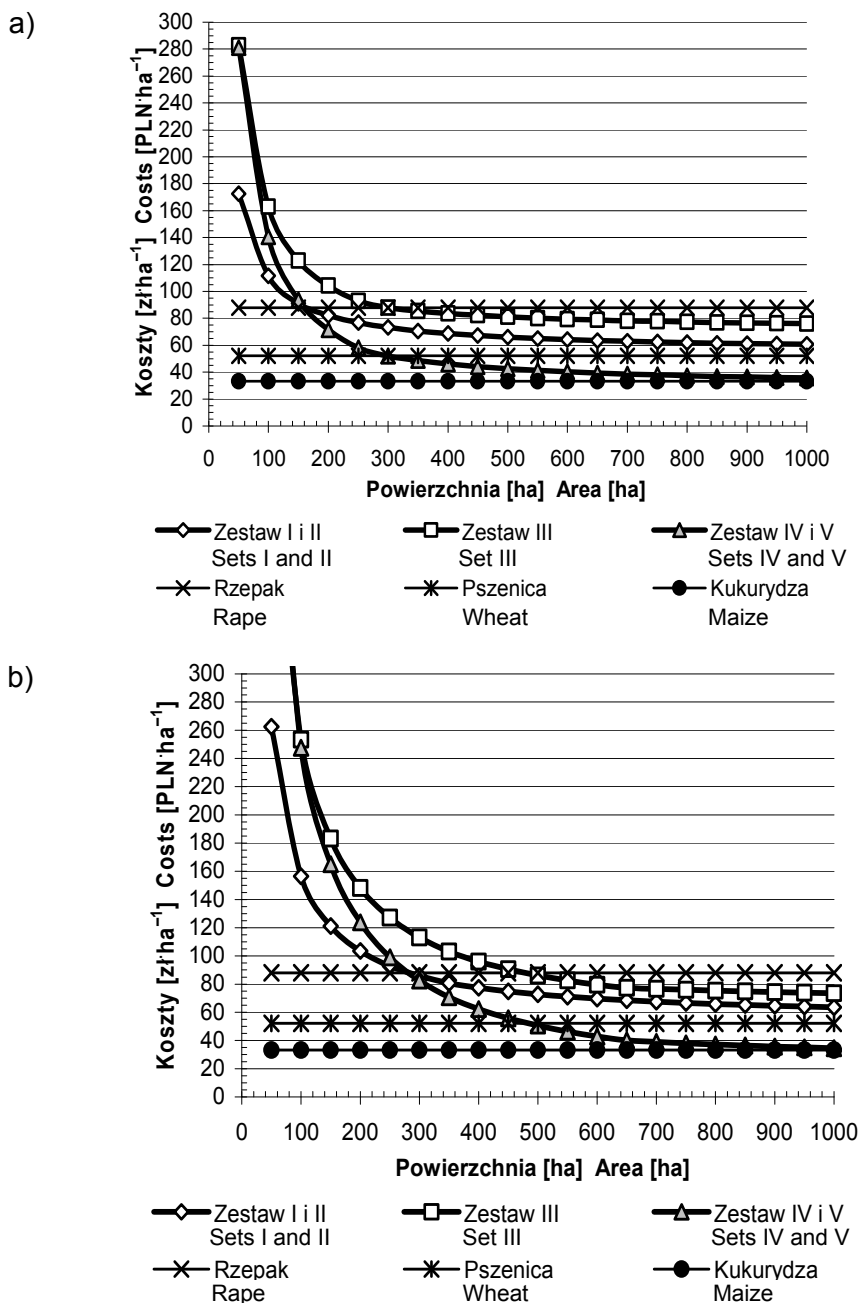 a)
Koszty [zł·ha⁻¹] Costs [PLN·ha⁻¹]
300
280
260
240
220
200
180
160
140
120
100
80
60
40
20
0
0 100 200 300 400 500 600 700 800 900 1000
Powierzchnia [ha] Area [ha]
Zestaw I i II Zestaw III Zestaw IV i V
Sets I and II Set III Sets IV and V
Rzepak Pszenica Kukurydza
Rape Wheat Maize
b)
Koszty [zł·ha⁻¹] Costs [PLN·ha⁻¹]
300
280
260
240
220
200
180
160
140
120
100
80
60
40
20
0
0 100 200 300 400 500 600 700 800 900 1000
Powierzchnia [ha] Area [ha]
Zestaw I i II Zestaw III Zestaw IV i V
Sets I and II Set III Sets IV and V
Rzepak Pszenica Kukurydza
Rape Wheat Maize